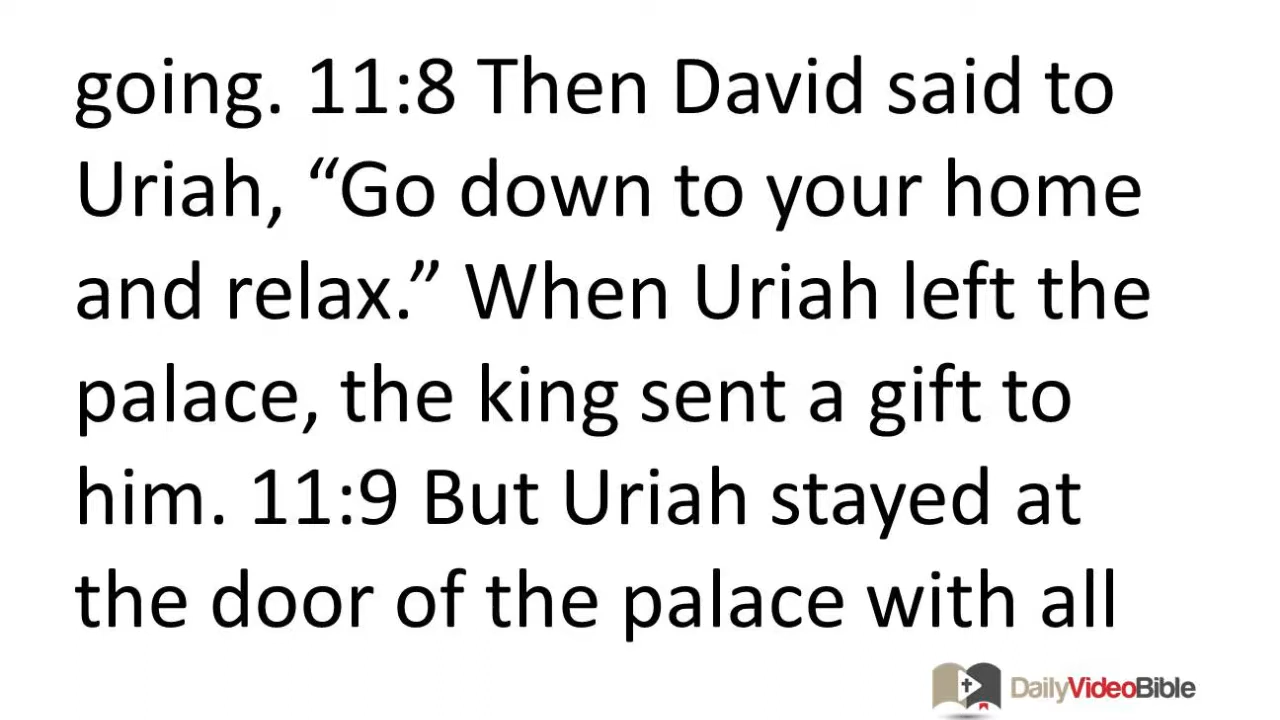 going. 11:8 Then David said to
Uriah, “Go down to your home
and relax.” When Uriah left the
palace, the king sent a gift to
him. 11:9 But Uriah stayed at
the door of the palace with all
DailyVideoBible